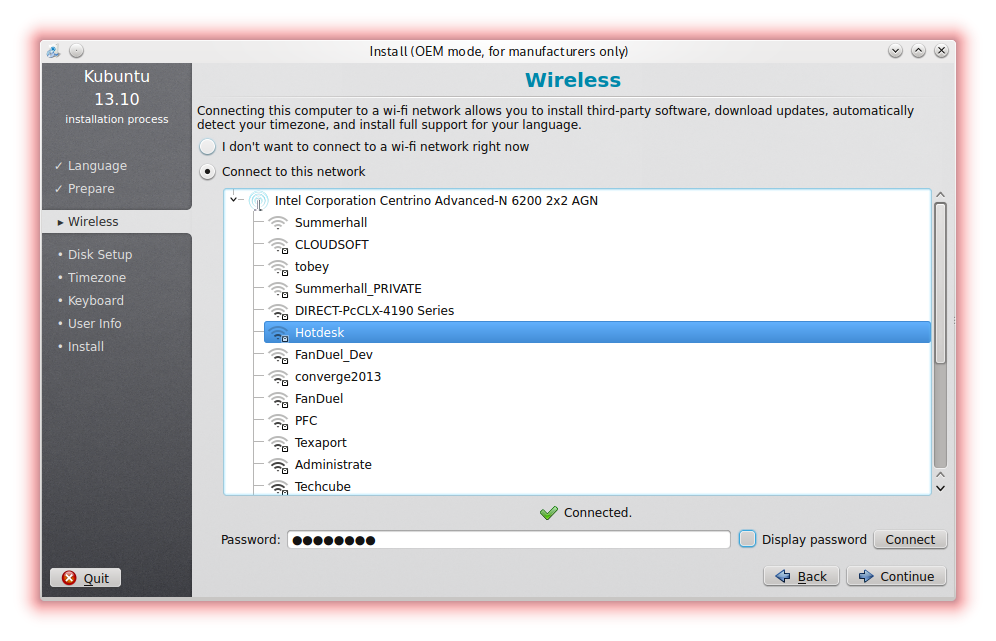 Install (OEM mode, for manufacturers only)
Kubuntu
13.10
installation process
✓ Language
✓ Prepare
▸ Wireless
• Disk Setup
• Timezone
• Keyboard
• User Info
• Install
Quit
Wireless
Connecting this computer to a wi-fi network allows you to install third-party software, download updates, automatically
detect your timezone, and install full support for your language.
I don't want to connect to a wi-fi network right now
Connect to this network
Intel Corporation Centrino Advanced-N 6200 2x2 AGN
Summerhall
CLOUDSOFT
tobey
Summerhall_PRIVATE
DIRECT-PcCLX-4190 Series
Hotdesk
FanDuel_Dev
converge2013
FanDuel
PFC
Texaport
Administrate
Techcube
Connected.
Password: ●●●●●●●● Display password Connect
Back Continue